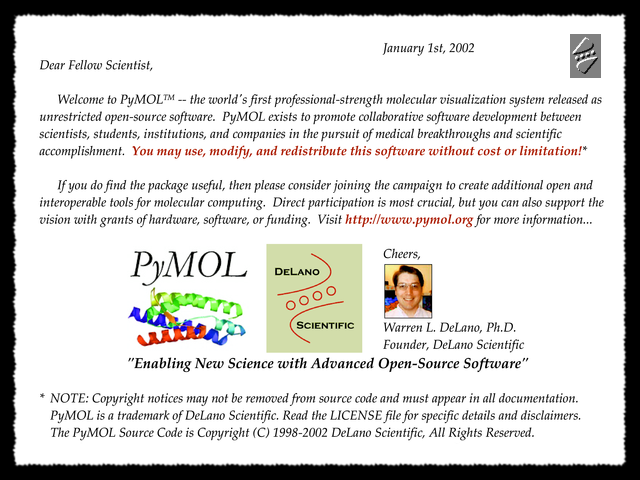 January 1st, 2002
Dear Fellow Scientist,
Welcome to PyMOL™ -- the world's first professional-strength molecular visualization system released as
unrestricted open-source software. PyMOL exists to promote collaborative software development between
scientists, students, institutions, and companies in the pursuit of medical breakthroughs and scientific
accomplishment. You may use, modify, and redistribute this software without cost or limitation!*
If you do find the package useful, then please consider joining the campaign to create additional open and
interoperable tools for molecular computing. Direct participation is most crucial, but you can also support the
vision with grants of hardware, software, or funding. Visit http://www.pymol.org for more information...
PyMOL
DELANO
SCIENTIFIC
Cheers,
Warren L. DeLano, Ph.D.
Founder, DeLano Scientific
"Enabling New Science with Advanced Open-Source Software"
* NOTE: Copyright notices may not be removed from source code and must appear in all documentation.
PyMOL is a trademark of DeLano Scientific. Read the LICENSE file for specific details and disclaimers.
The PyMOL Source Code is Copyright (C) 1998-2002 DeLano Scientific, All Rights Reserved.